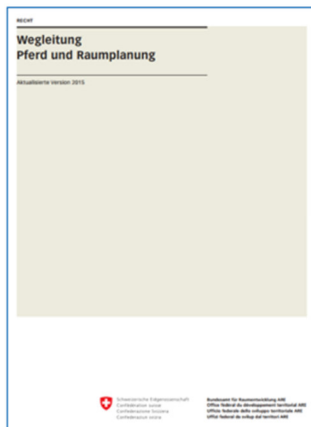 RECHT
Wegleitung
Pferd und Raumplanung
Aktualisierte Version 2015
Schweizerische Eidgenossenschaft
Confédération suisse
Confederazione Svizzera
Confederaziun svizra
Bundesamt für Raumentwicklung ARE
Office fédéral du développement territorial ARE
Ufficio federale dello sviluppo territoriale ARE
Uffizi federal da svilup dal territori ARE